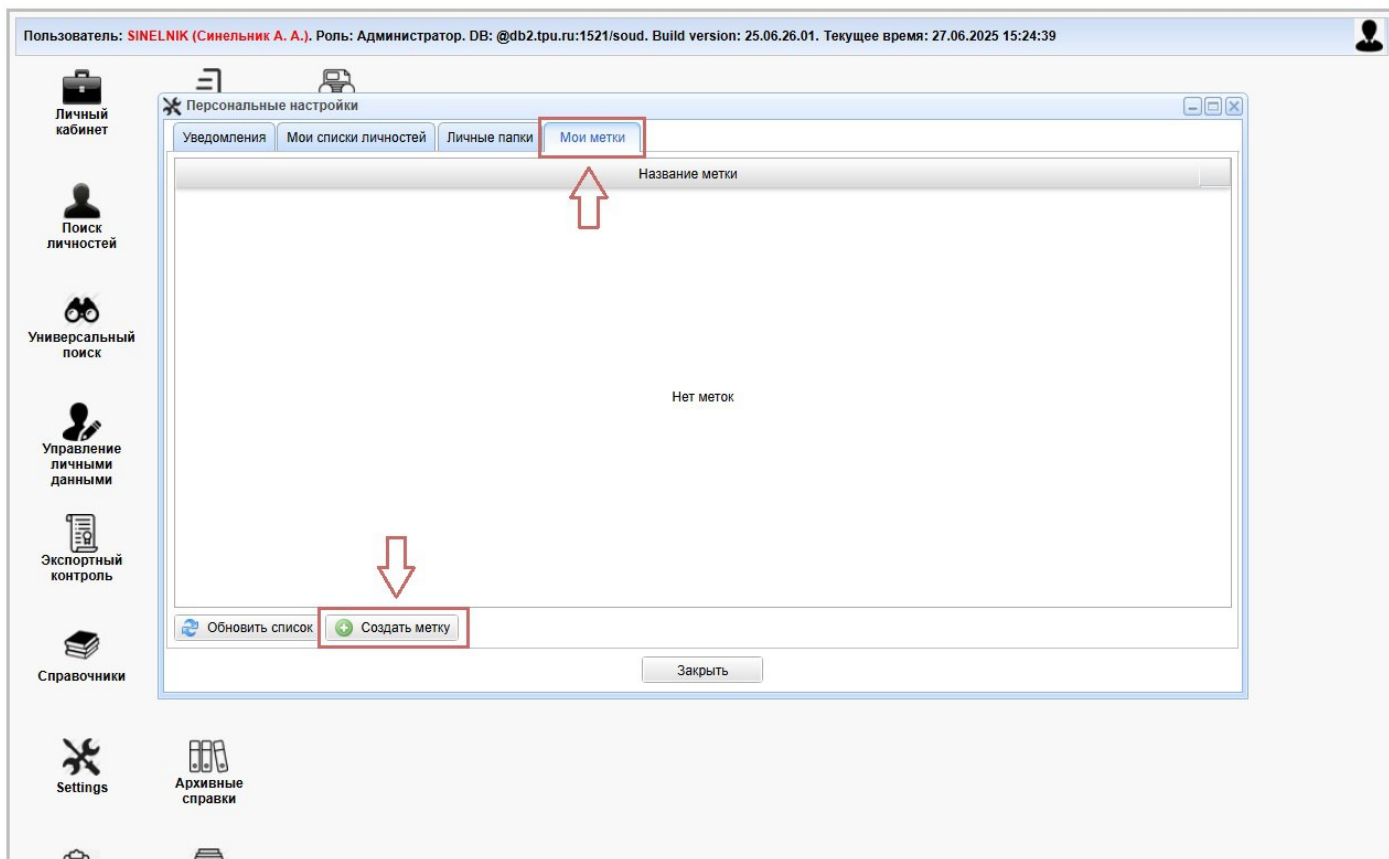 Пользователь: SINELNIK (Синельник А. А.). Роль: Администратор. DB: @db2.tpu.ru:1521/soud. Build version: 25.06.26.01. Текущее время: 27.06.2025 15:24:39
Личный
кабинет
Персональные настройки
Уведомления Мои списки личностей Личные папки Мои метки
Название метки
Поиск
личностей
Универсальный
поиск
Нет меток
Управление
личными
данными
Экспортный
контроль
Обновить список Создать метку
Закрыть
Справочники
Settings
Архивные
справки